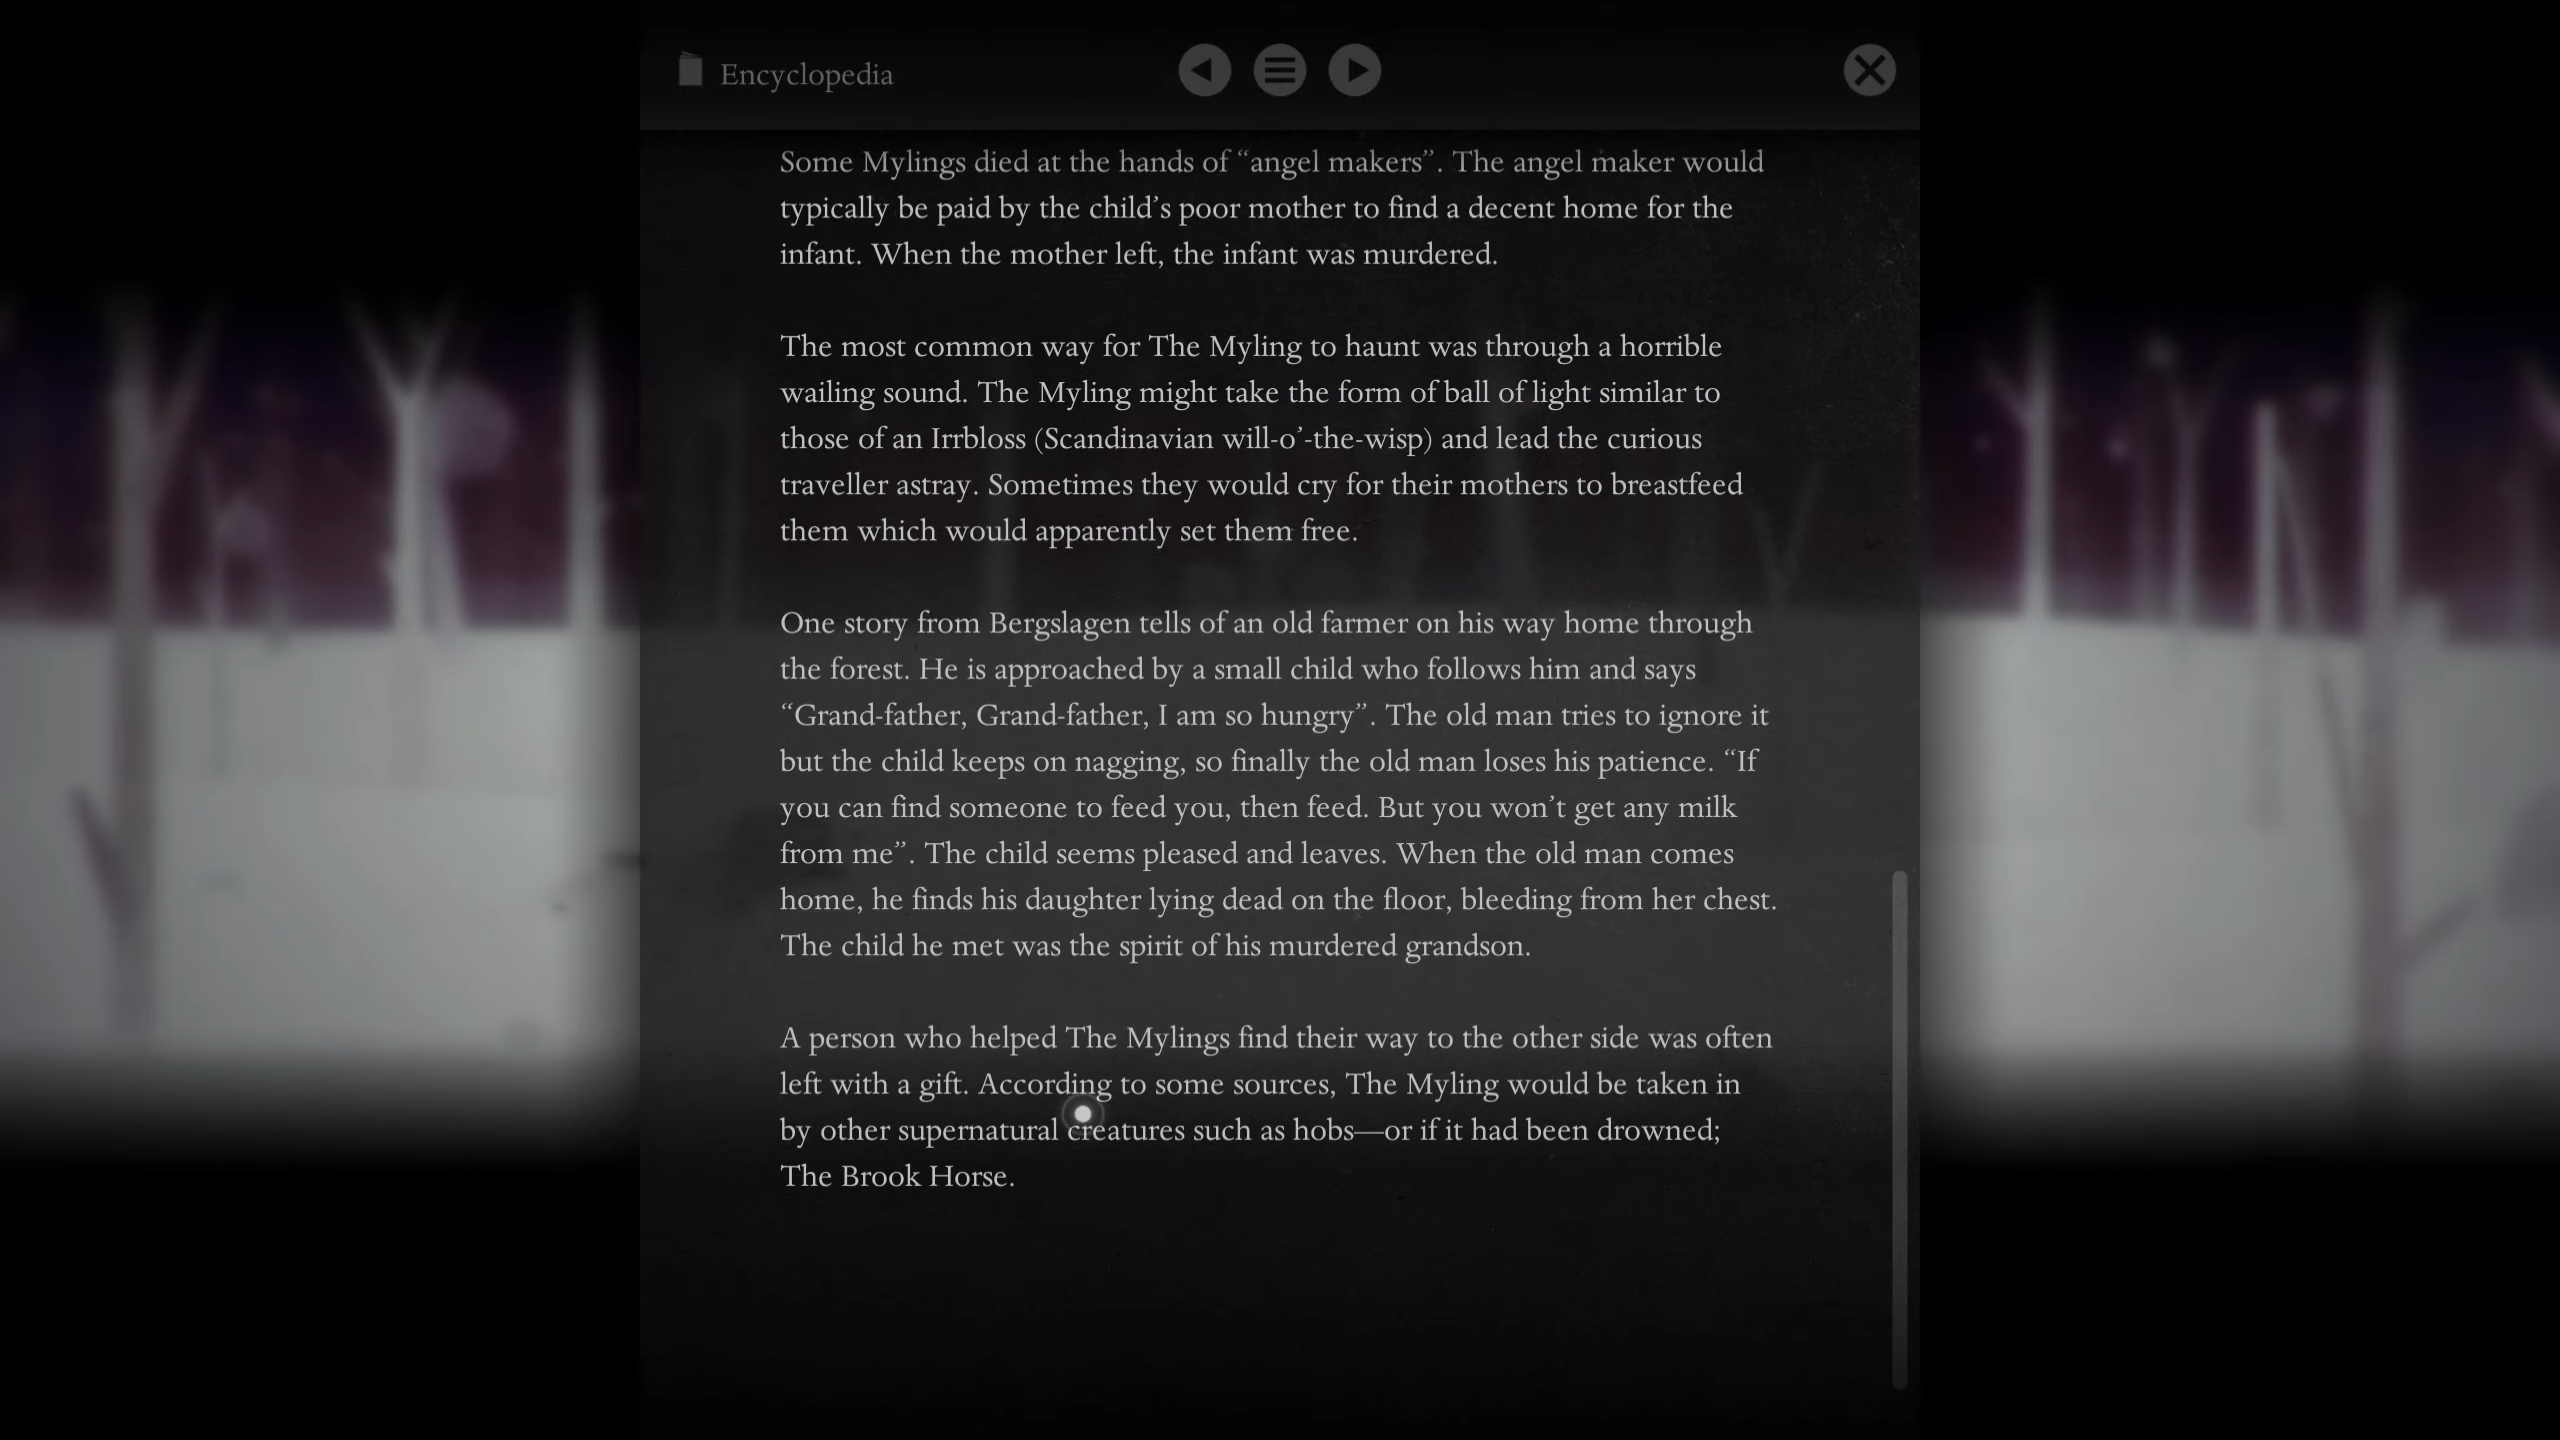 Encyclopedia
Some Mylings died at the hands of “angel makers”. The angel maker would
typically be paid by the child’s poor mother to find a decent home for the
infant. When the mother left, the infant was murdered.
The most common way for The Myling to haunt was through a horrible
wailing sound. The Myling might take the form of ball of light similar to
those of an Irrbloss (Scandinavian will-o’-the-wisp) and lead the curious
traveller astray. Sometimes they would cry for their mothers to breastfeed
them which would apparently set them free.
One story from Bergslagen tells of an old farmer on his way home through
the forest. He is approached by a small child who follows him and says
“Grand-father, Grand-father, I am so hungry”. The old man tries to ignore it
but the child keeps on nagging, so finally the old man loses his patience. “If
you can find someone to feed you, then feed. But you won’t get any milk
from me”. The child seems pleased and leaves. When the old man comes
home, he finds his daughter lying dead on the floor, bleeding from her chest.
The child he met was the spirit of his murdered grandson.
A person who helped The Mylings find their way to the other side was often
left with a gift. According to some sources, The Myling would be taken in
by other supernatural creatures such as hobs—or if it had been drowned;
The Brook Horse.